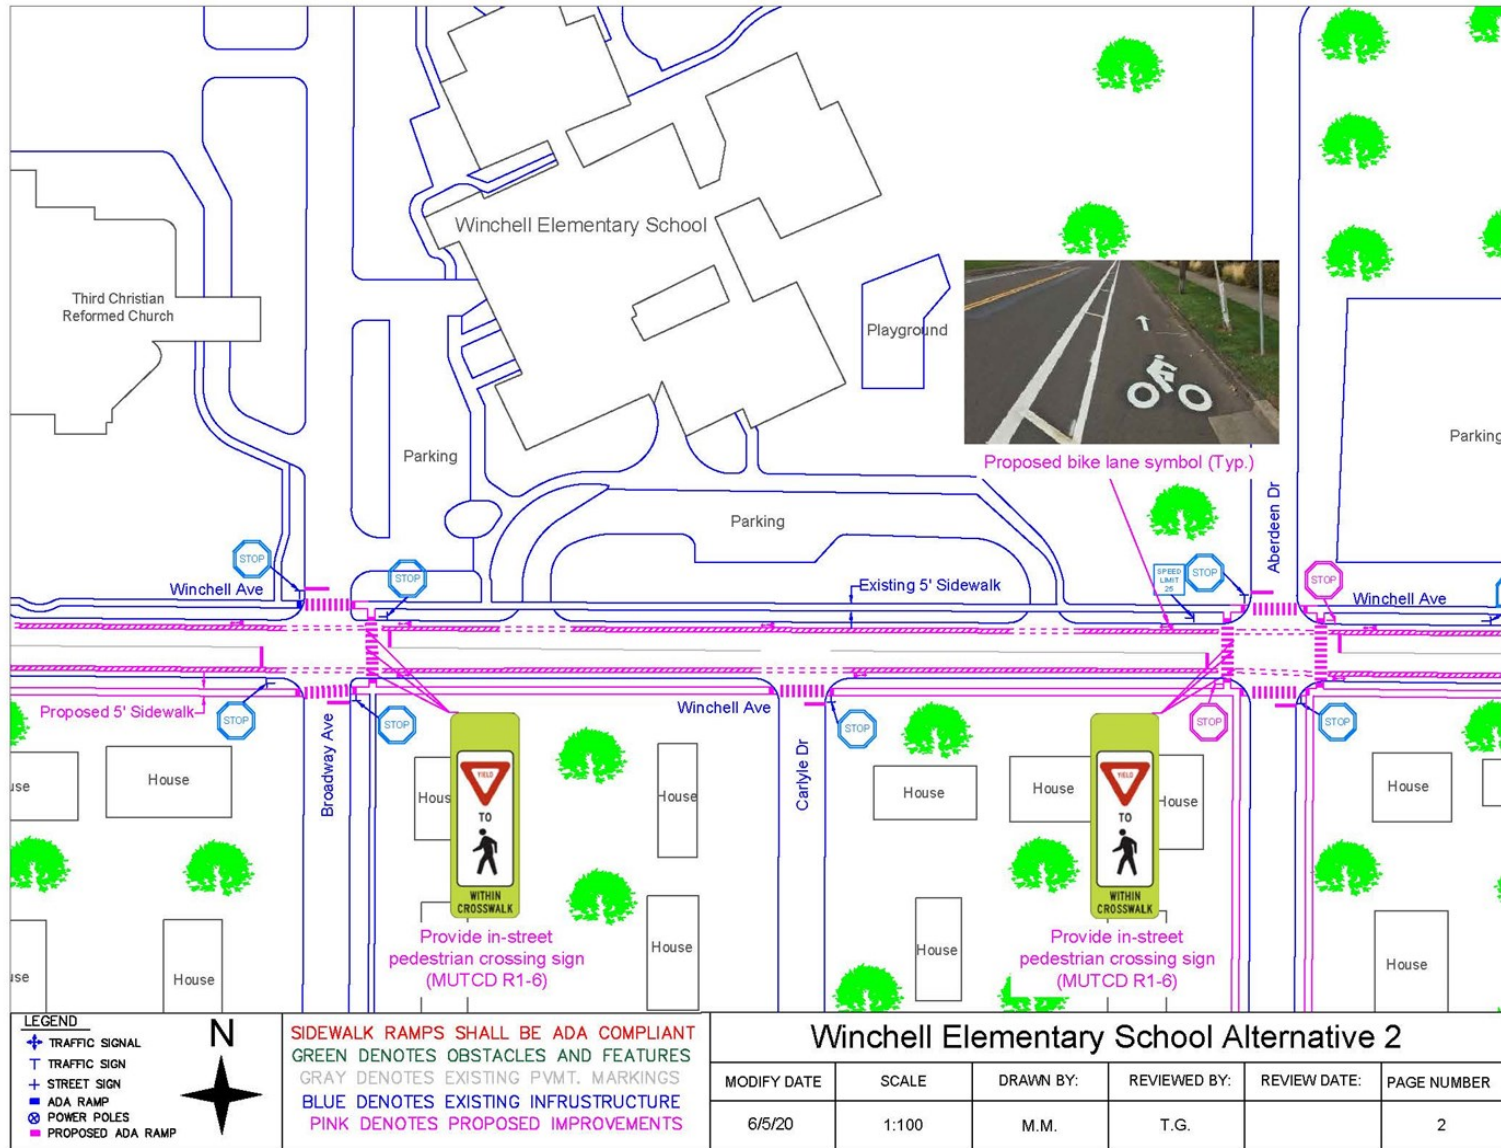 Winchell Elementary School
Third Christian
Reformed Church
Playground
Parking
Parking
Proposed bike lane symbol (Typ.)
Parking
Aberdeen Dr
STOP
STOP
SPEED
LIMIT
25
STOP
STOP
Winchell Ave
Existing 5' Sidewalk
Winchell Ave
Proposed 5' Sidewalk
STOP
STOP
Winchell Ave
STOP
STOP
STOP
Broadway Ave
Carlyle Dr
House
House
House
House
House
House
YIELD
TO
WITHIN
CROSSWALK
YIELD
TO
WITHIN
CROSSWALK
Provide in-street
pedestrian crossing sign
(MUTCD R1-6)
Provide in-street
pedestrian crossing sign
(MUTCD R1-6)
House
House
House
House
LEGEND
TRAFFIC SIGNAL
TRAFFIC SIGN
STREET SIGN
ADA RAMP
POWER POLES
PROPOSED ADA RAMP
N
SIDEWALK RAMPS SHALL BE ADA COMPLIANT
GREEN DENOTES OBSTACLES AND FEATURES
GRAY DENOTES EXISTING PVMT. MARKINGS
BLUE DENOTES EXISTING INFRUSTRUCTURE
PINK DENOTES PROPOSED IMPROVEMENTS
Winchell Elementary School Alternative 2
MODIFY DATE SCALE DRAWN BY: REVIEWED BY: REVIEW DATE: PAGE NUMBER
6/5/20 1:100 M.M. T.G. 2